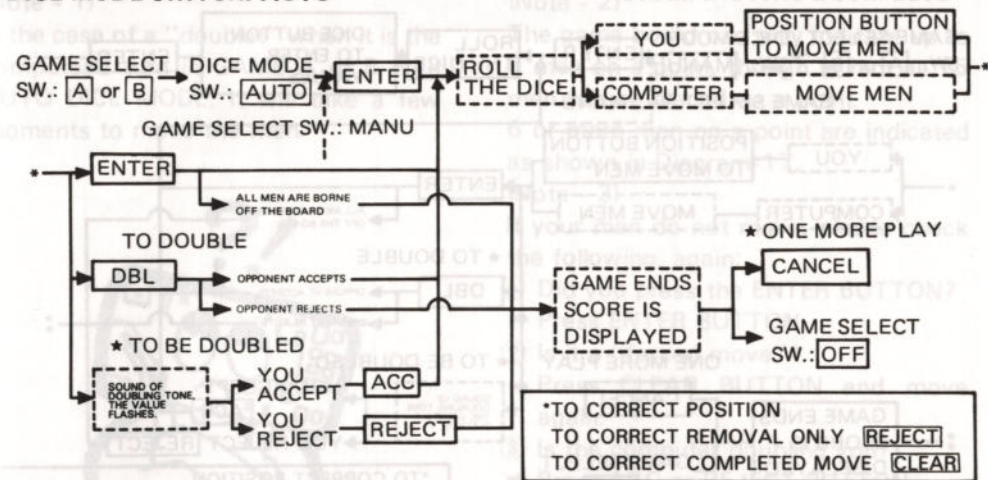 YOU
POSITION BUTTON
TO MOVE MEN
GAME SELECT
SW.: A or B
DICE MODE
SW.: AUTO
ENTER
ROLL
THE DICE
COMPUTER
MOVE MEN
*
GAME SELECT SW.: MANU
*
ENTER
ALL MEN ARE BORNE
OFF THE BOARD
TO DOUBLE
DBL
OPPONENT ACCEPTS
OPPONENT REJECTS
★ TO BE DOUBLED
SOUND OF
DOUBLING TONE,
THE VALUE
FLASHES.
YOU
ACCEPT
ACC
YOU
REJECT
REJECT
GAME ENDS
SCORE IS
DISPLAYED
★ ONE MORE PLAY
CANCEL
GAME SELECT
SW.: OFF
*TO CORRECT POSITION
TO CORRECT REMOVAL ONLY REJECT
TO CORRECT COMPLETED MOVE CLEAR